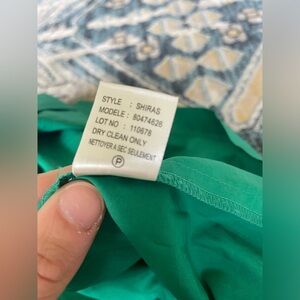 STYLE : SHIRAS
MODELE : 80474626
LOT NO : 110678
DRY CLEAN ONLY
NETTOYER A SEC SEULEMENT
P